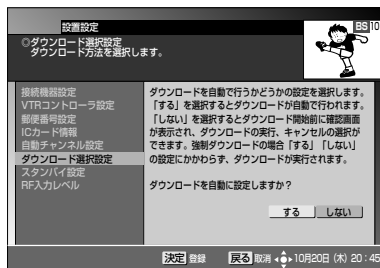 設置設定
BS10
◎ダウンロード選択設定
ダウンロード方法を選択します。
接続機器設定
VTRコントローラ設定
郵便番号設定
ICカード情報
自動チャンネル設定
ダウンロード選択設定
スタンバイ設定
RF入力レベル
ダウンロードを自動で行うかどうかの設定を選択します。
「する」を選択するとダウンロードが自動で行われます。
「しない」を選択するとダウンロード開始前に確認画面
が表示され、ダウンロードの実行、キャンセルの選択が
できます。強制ダウンロードの場合「する」「しない」
の設定にかかわらず、ダウンロードが実行されます。
ダウンロードを自動に設定しますか？
する しない
決定 登録 戻る 取消 10月20日 (木) 20:45